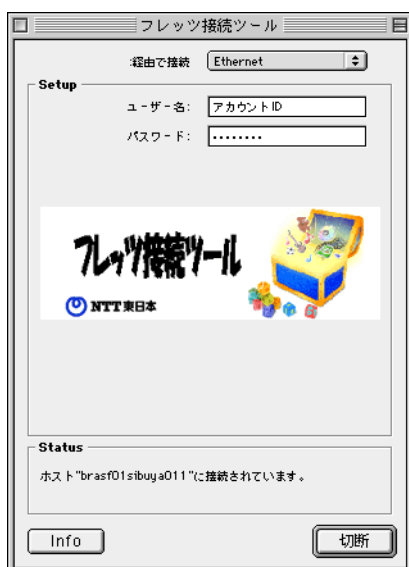 フレッツ接続ツール
:経由で接続 Ethernet
Setup
ユーザー名: アカウントID
パスワード: ········
フレッツ接続ツール
NTT東日本
Status
ホスト"brasf01sibuya011"に接続されています。
Info 切断